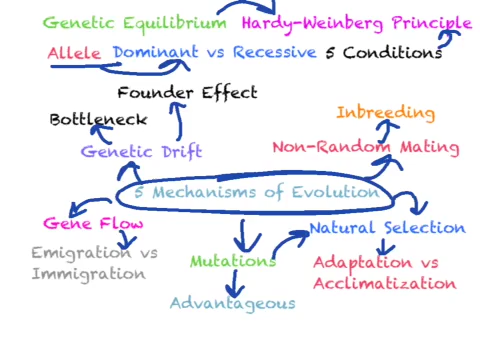 Genetic Equilibrium Hardy-Weinberg Principle
Allele Dominant vs Recessive 5 Conditions
Founder Effect
Inbreeding
Bottleneck
Genetic Drift
Non-Random Mating
5 Mechanisms of Evolution
Gene Flow
Natural Selection
Emigration vs
Immigration
Mutations
Adaptation vs
Acclimatization
Advantageous